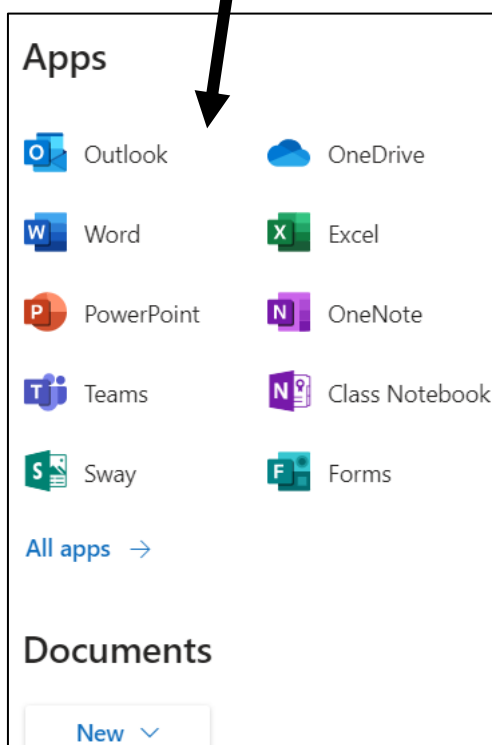 Apps
Outlook OneDrive
Word Excel
PowerPoint OneNote
Teams Class Notebook
Sway Forms
All apps →
Documents
New